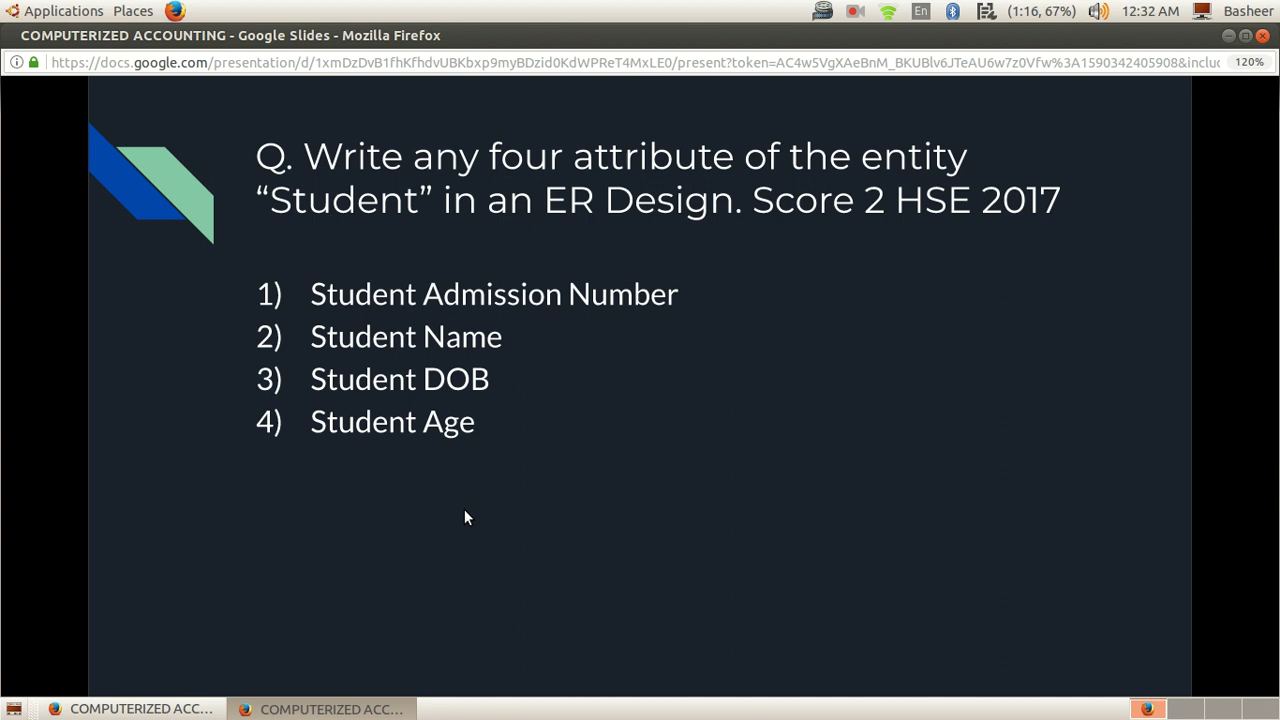 Applications Places En (1:16, 67%) 12:32 AM Basheer
COMPUTERIZED ACCOUNTING - Google Slides - Mozilla Firefox
https://docs.google.com/presentation/d/1xmDzDvB1fhKfhdvUBKbxp9myBDzid0KdWPReT4MxLE0/present?token=AC4w5VgXAeBnM_BKUBlv6JTeAU6w7z0Vfw%3A1590342405908&inclu 120%
Q. Write any four attribute of the entity
“Student” in an ER Design. Score 2 HSE 2017
1) Student Admission Number
2) Student Name
3) Student DOB
4) Student Age
COMPUTERIZED ACC... COMPUTERIZED ACC...